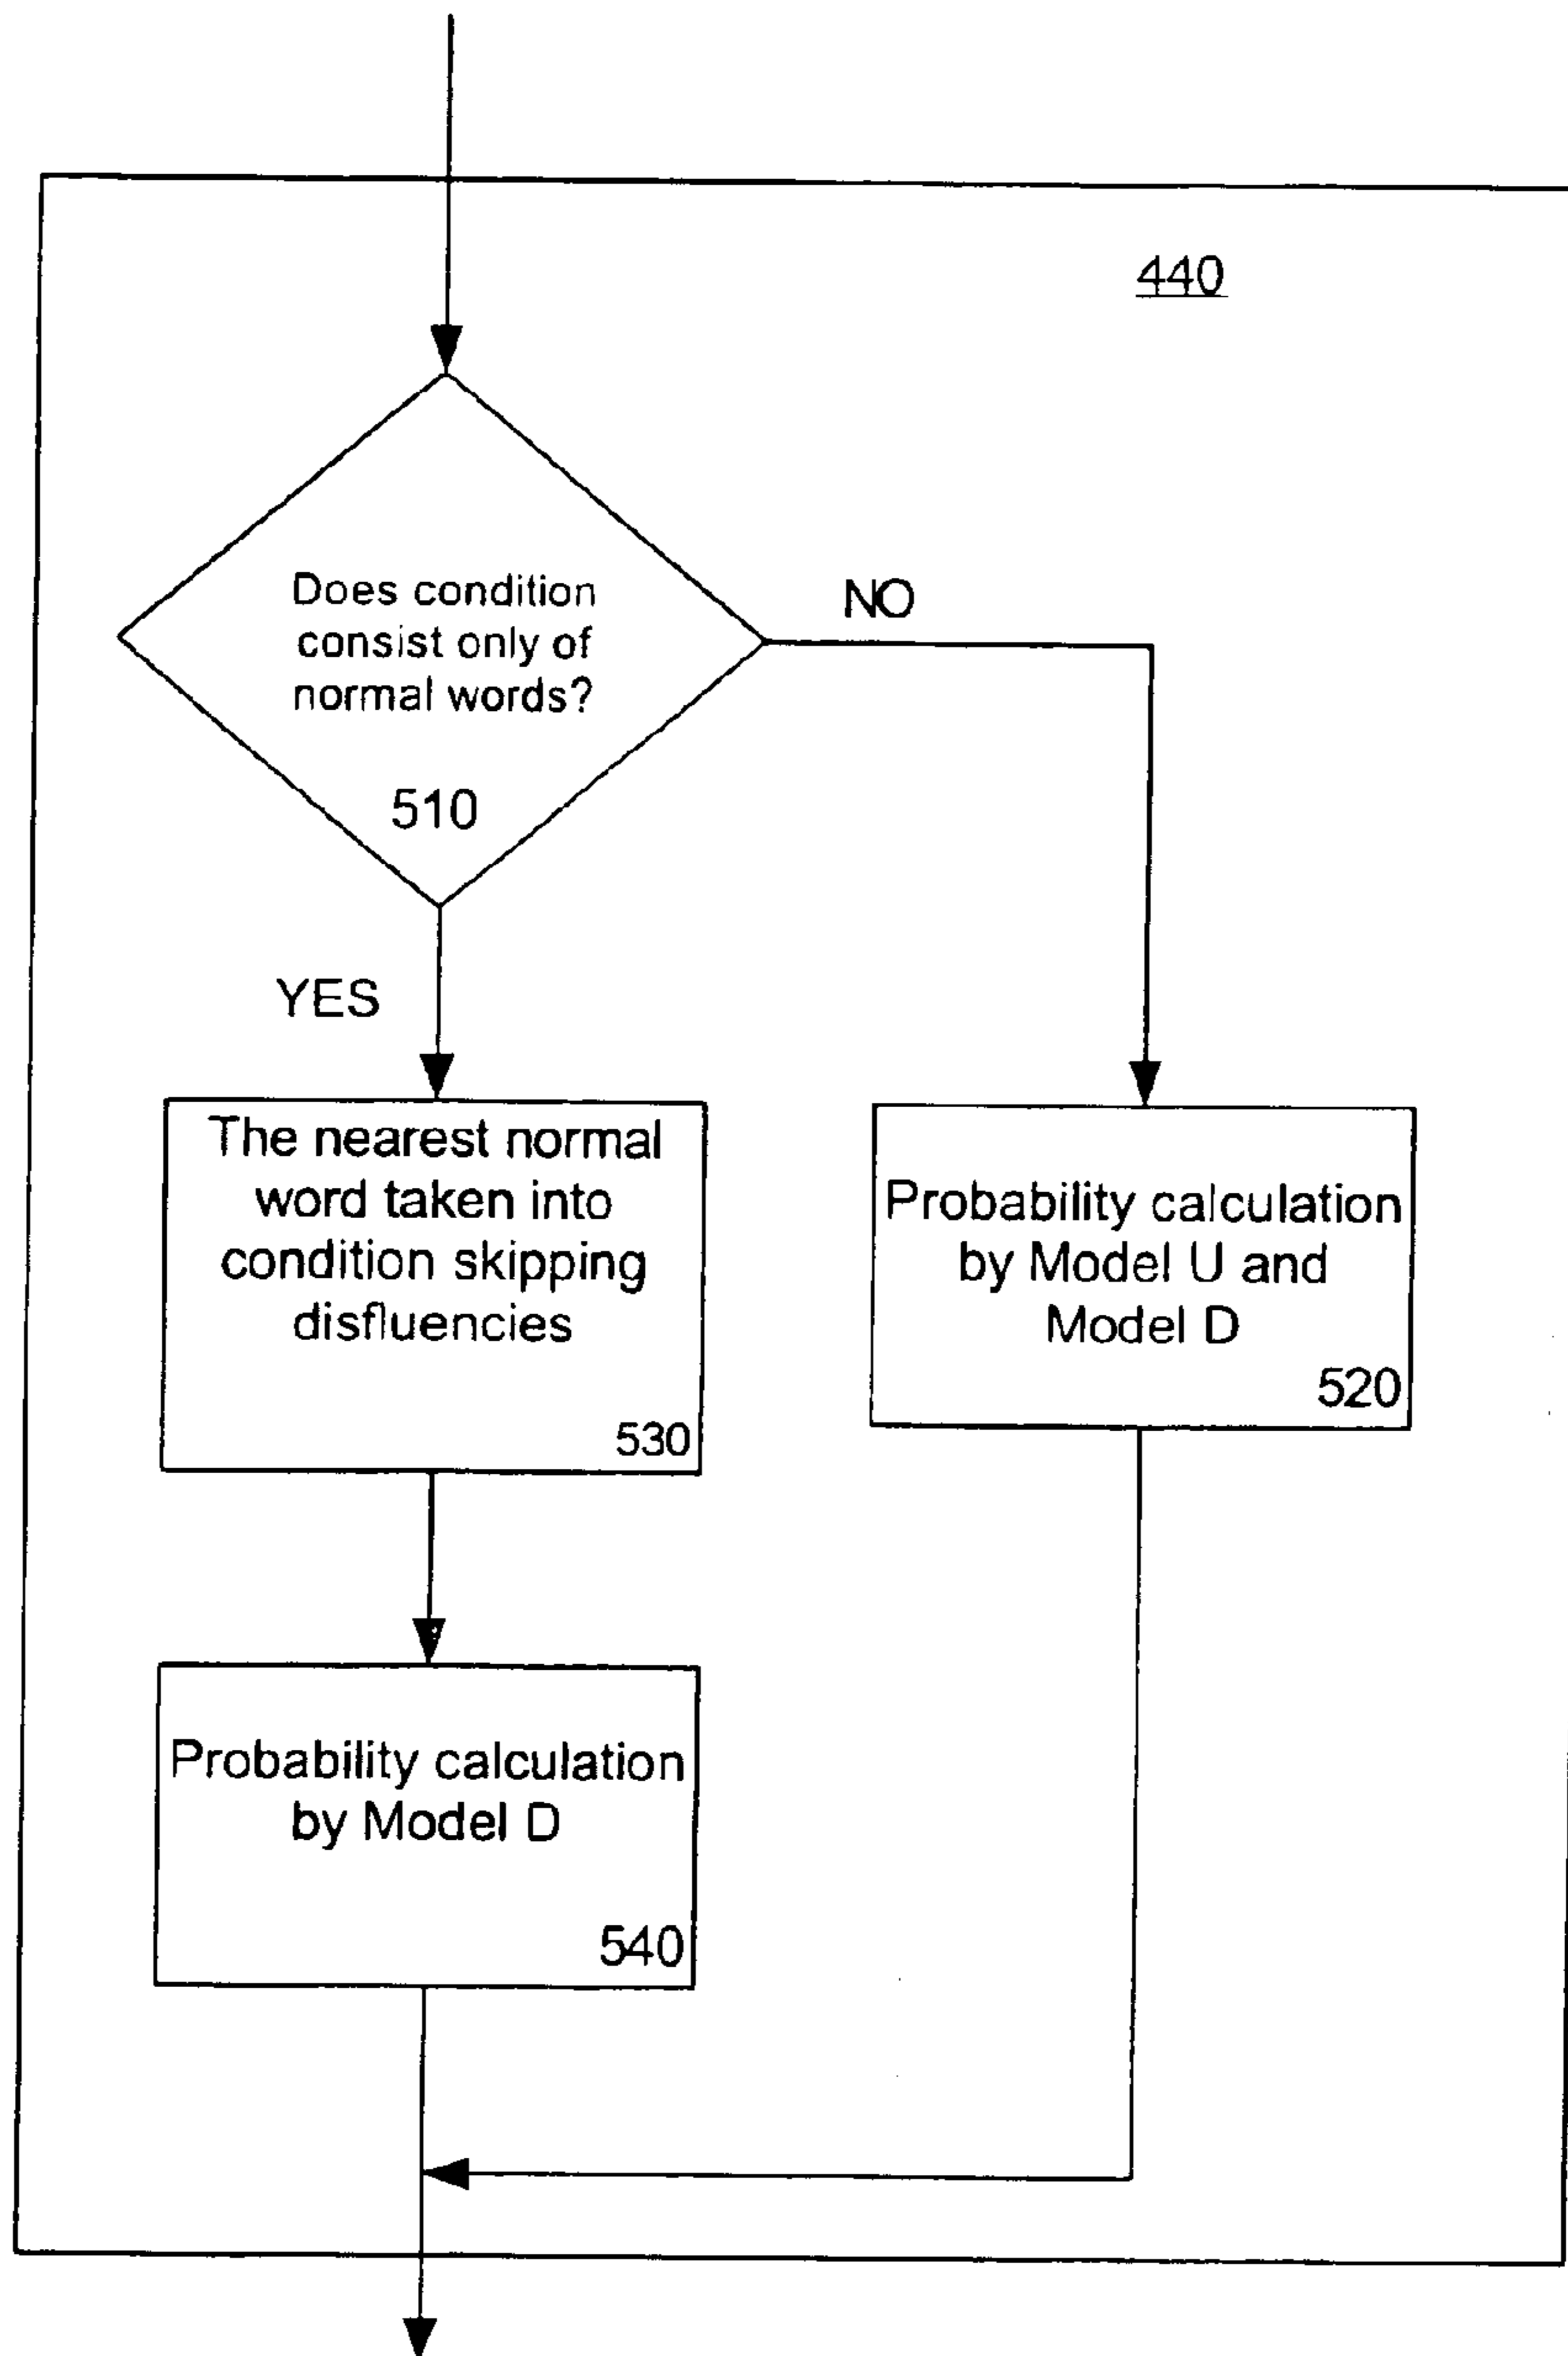 440
Does condition
consist only of
normal words?
510
NO
YES
The nearest normal
word taken into
condition skipping
disfluencies
530
Probability calculation
by Model U and
Model D
520
Probability calculation
by Model D
540